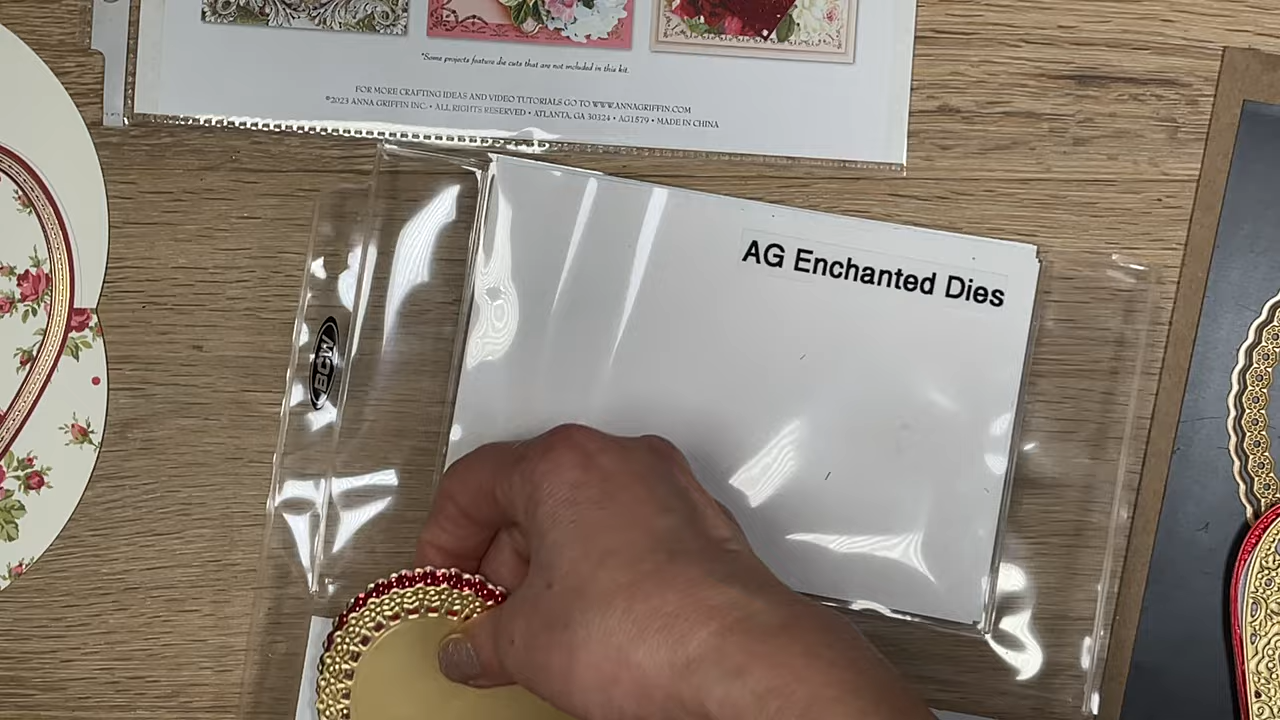 *Some projects feature die cuts that are not included in this kit.
FOR MORE CRAFTING IDEAS AND VIDEO TUTORIALS GO TO WWW.ANNAGRIFFIN.COM
©2023 ANNA GRIFFIN INC. • ALL RIGHTS RESERVED • ATLANTA, GA 30324 • AG1579 • MADE IN CHINA
AG Enchanted Dies
BCW